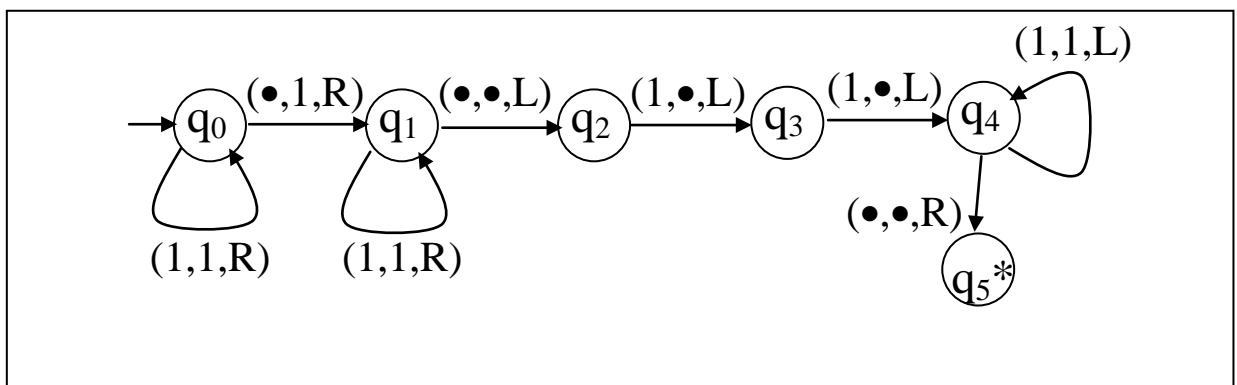 (1,1,L)
(●,1,R) (●,●,L) (1,●,L) (1,●,L)
q₀ q₁ q₂ q₃ q₄
(●,●,R)
(1,1,R) (1,1,R)
q₅*